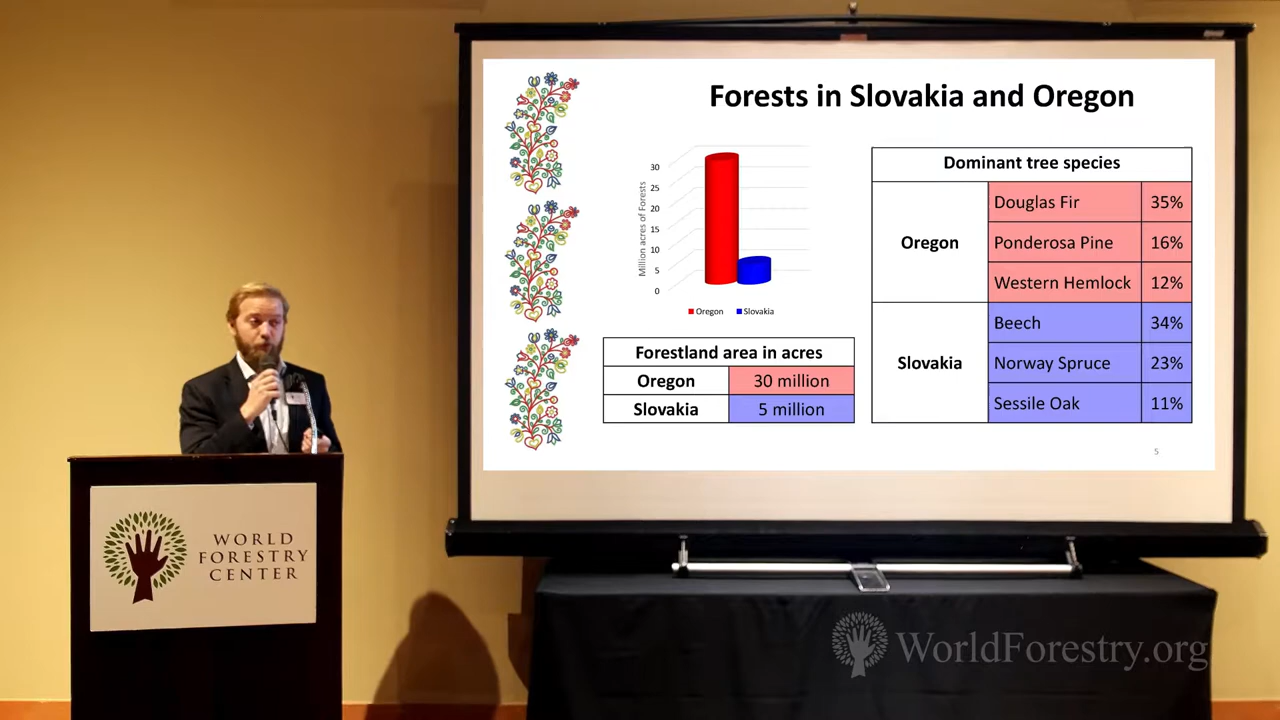 Forests in Slovakia and Oregon
Million acres of Forests
30
25
20
15
10
5
0
Oregon Slovakia
Forestland area in acres
Oregon 30 million
Slovakia 5 million
Dominant tree species
Oregon
Douglas Fir 35%
Ponderosa Pine 16%
Western Hemlock 12%
Slovakia
Beech 34%
Norway Spruce 23%
Sessile Oak 11%
5
WORLD
FORESTRY
CENTER
WorldForestry.org